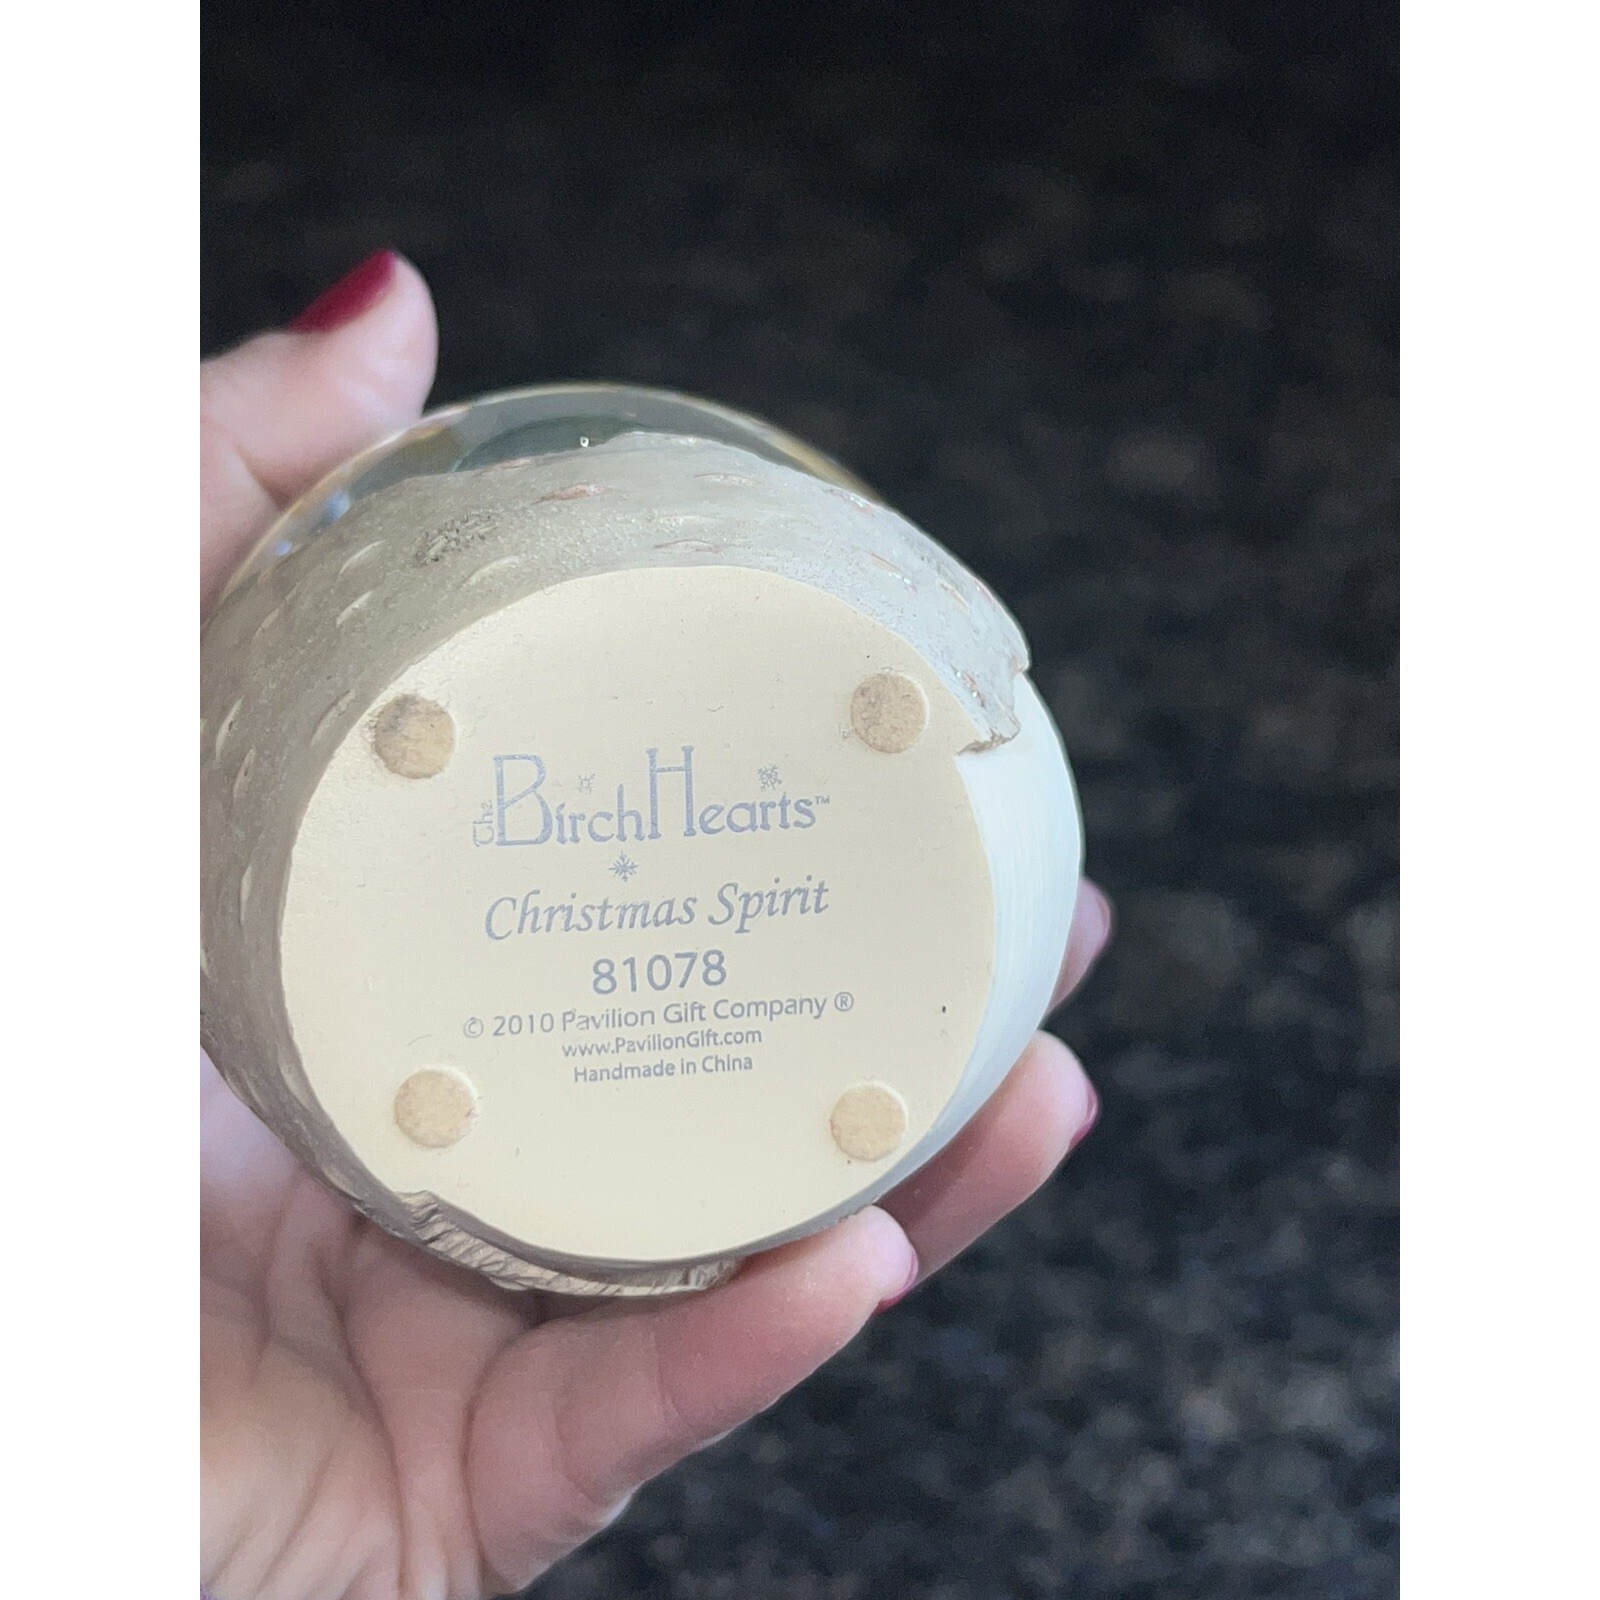 The BirchHearts™
Christmas Spirit
81078
© 2010 Pavilion Gift Company ®
www.PavilionGift.com
Handmade in China